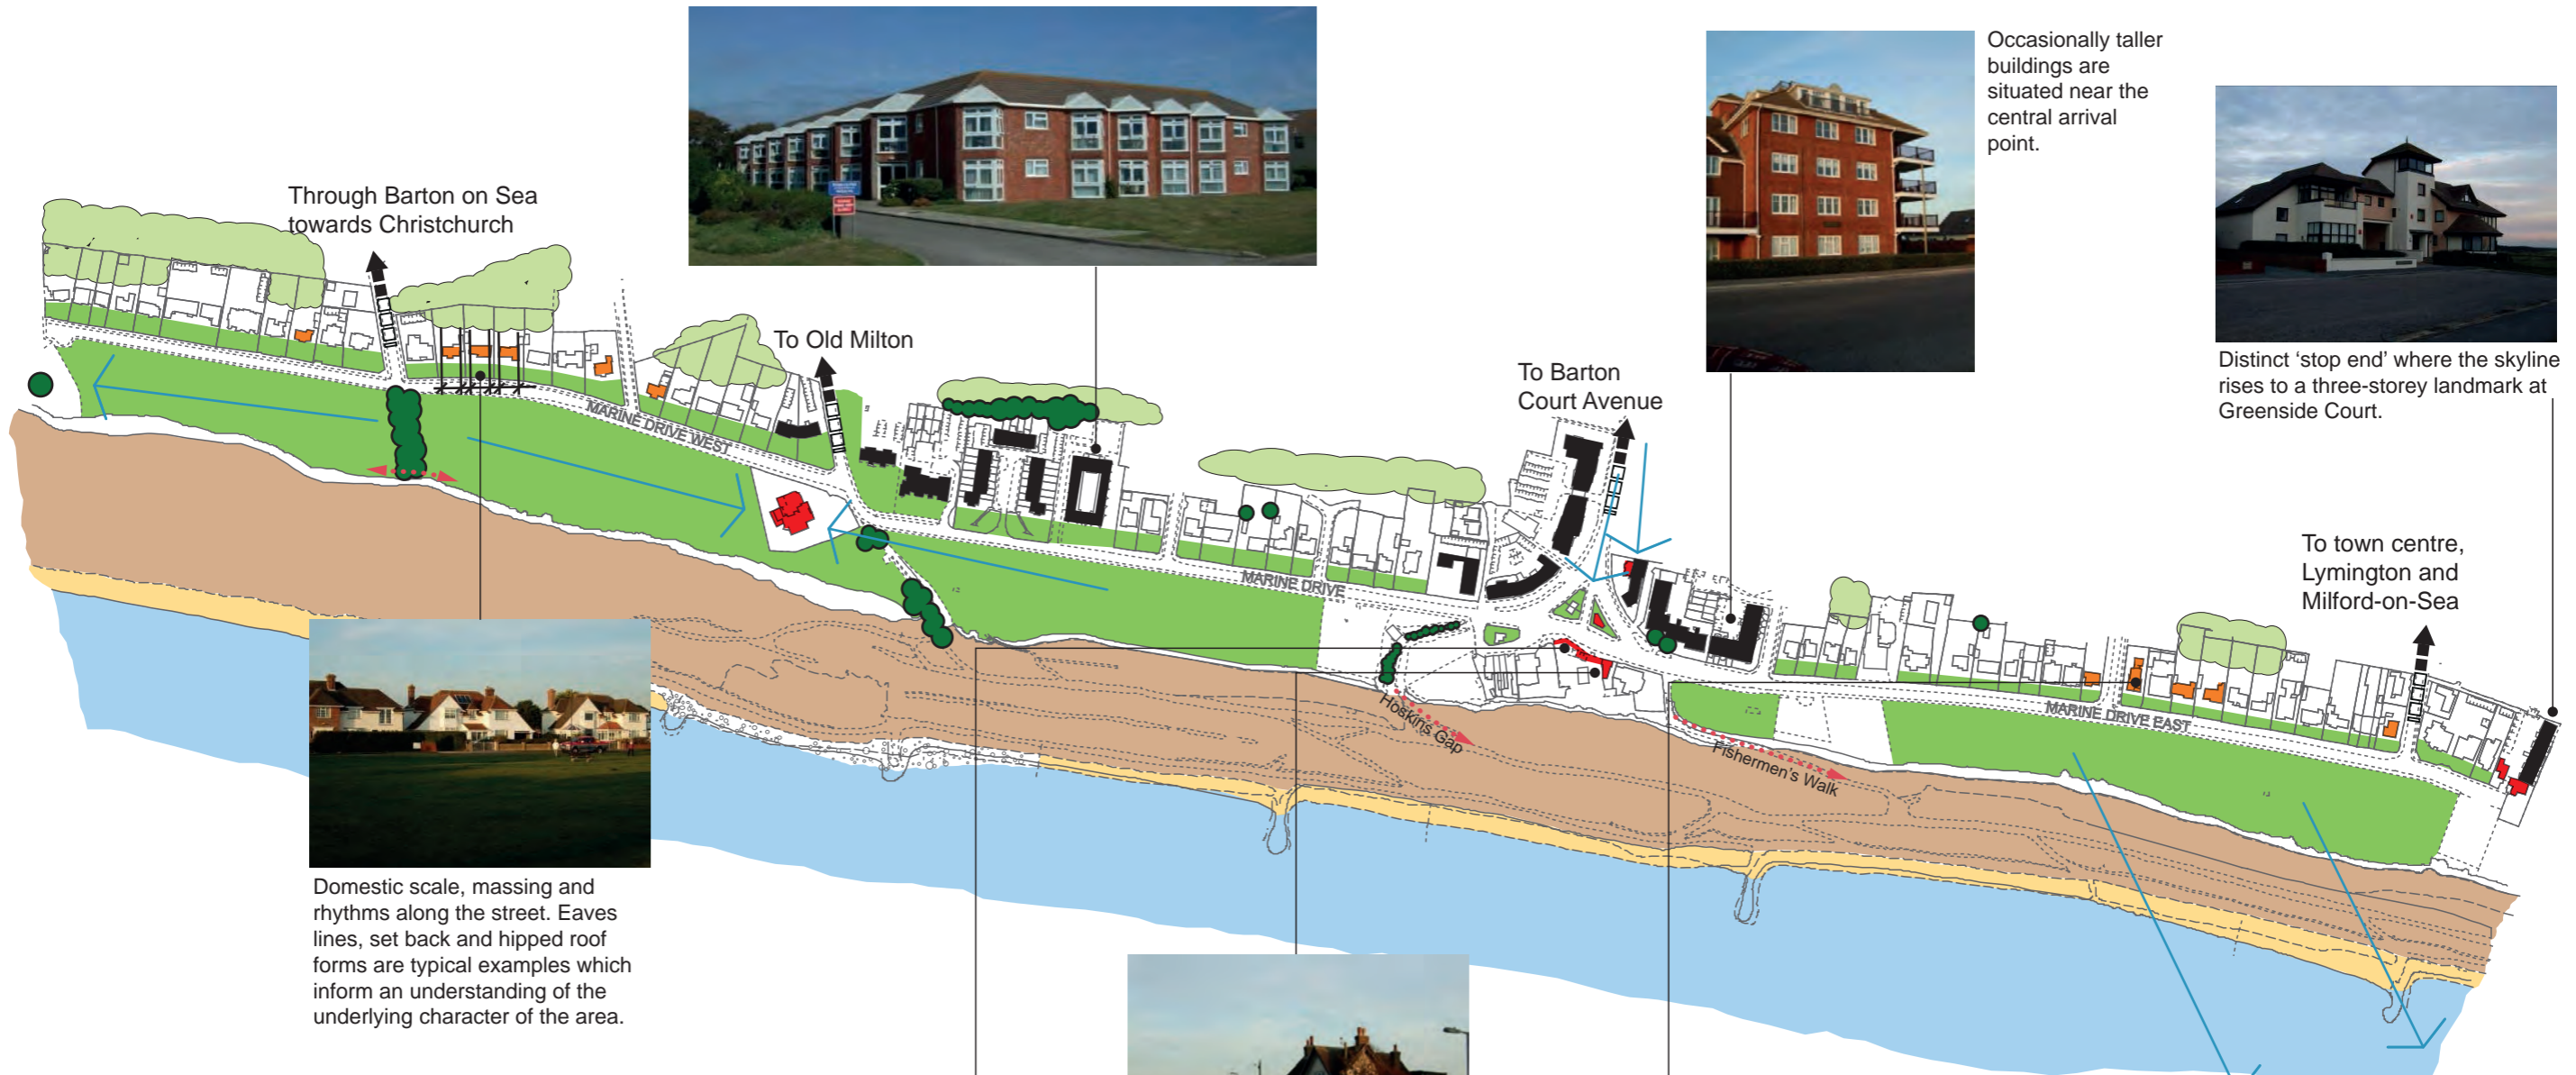 Occasionally taller
buildings are
situated near the
central arrival
point.
Through Barton on Sea
towards Christchurch
To Old Milton
To Barton
Court Avenue
Distinct ‘stop end’ where the skyline
rises to a three-storey landmark at
Greenside Court.
To town centre,
Lymington and
Milford-on-Sea
MARINE DRIVE WEST
MARINE DRIVE
MARINE DRIVE EAST
Hoskins Gap
Fishermen's Walk
Domestic scale, massing and
rhythms along the street. Eaves
lines, set back and hipped roof
forms are typical examples which
inform an understanding of the
underlying character of the area.